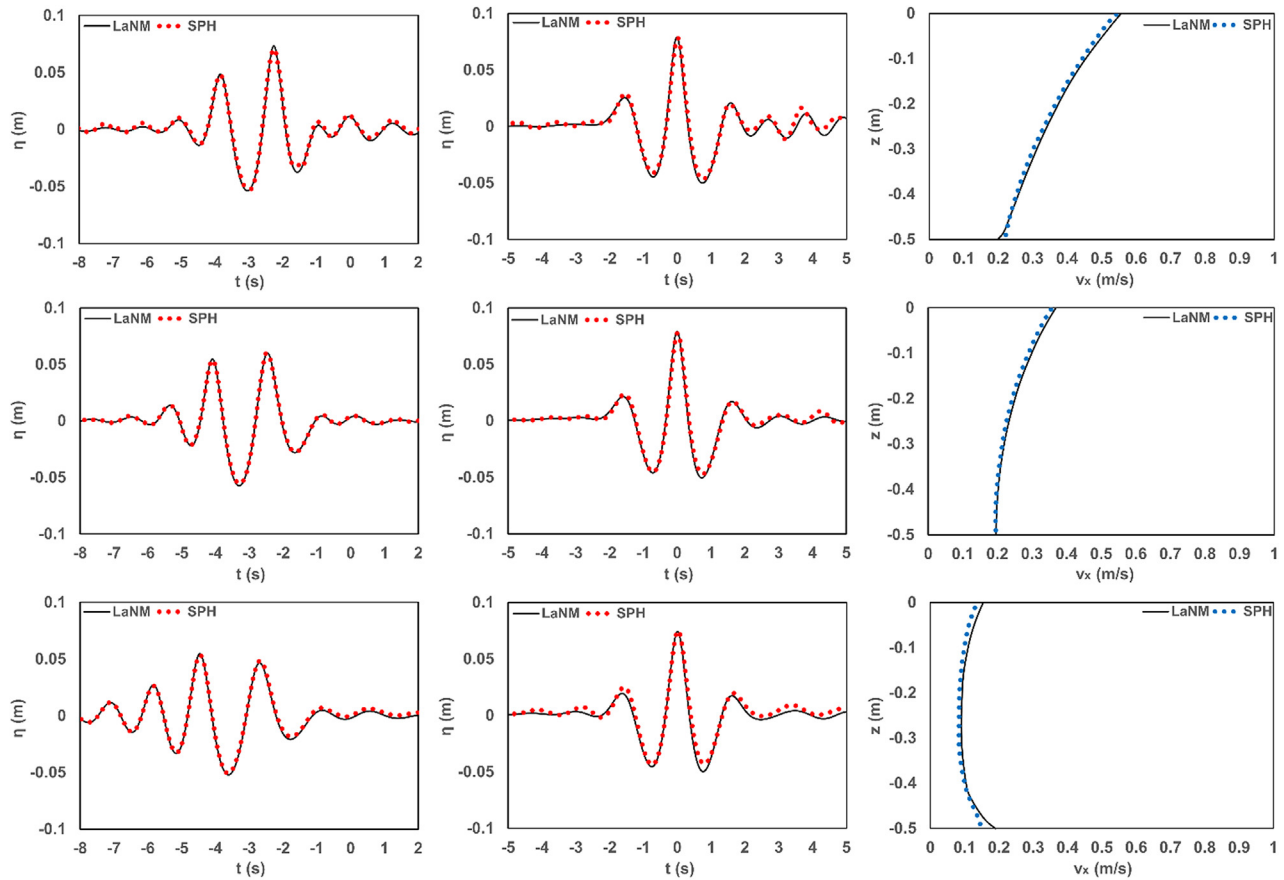 0.1
LaNM SPH
0.05
η (m)
0
-0.05
-0.1
-8 -7 -6 -5 -4 -3 -2 -1 0 1 2
t (s)
0.1
LaNM SPH
0.05
η (m)
0
-0.05
-0.1
-5 -4 -3 -2 -1 0 1 2 3 4 5
t (s)
0
LaNM SPH
-0.1
-0.2
z (m)
-0.3
-0.4
-0.5
0 0.1 0.2 0.3 0.4 0.5 0.6 0.7 0.8 0.9 1
vx (m/s)
0.1
LaNM SPH
0.05
η (m)
0
-0.05
-0.1
-8 -7 -6 -5 -4 -3 -2 -1 0 1 2
t (s)
0.1
LaNM SPH
0.05
η (m)
0
-0.05
-0.1
-5 -4 -3 -2 -1 0 1 2 3 4 5
t (s)
0
LaNM SPH
-0.1
-0.2
z (m)
-0.3
-0.4
-0.5
0 0.1 0.2 0.3 0.4 0.5 0.6 0.7 0.8 0.9 1
vx (m/s)
0.1
LaNM SPH
0.05
η (m)
0
-0.05
-0.1
-8 -7 -6 -5 -4 -3 -2 -1 0 1 2
t (s)
0.1
LaNM SPH
0.05
η (m)
0
-0.05
-0.1
-5 -4 -3 -2 -1 0 1 2 3 4 5
t (s)
0
LaNM SPH
-0.1
-0.2
z (m)
-0.3
-0.4
-0.5
0 0.1 0.2 0.3 0.4 0.5 0.6 0.7 0.8 0.9 1
vx (m/s)